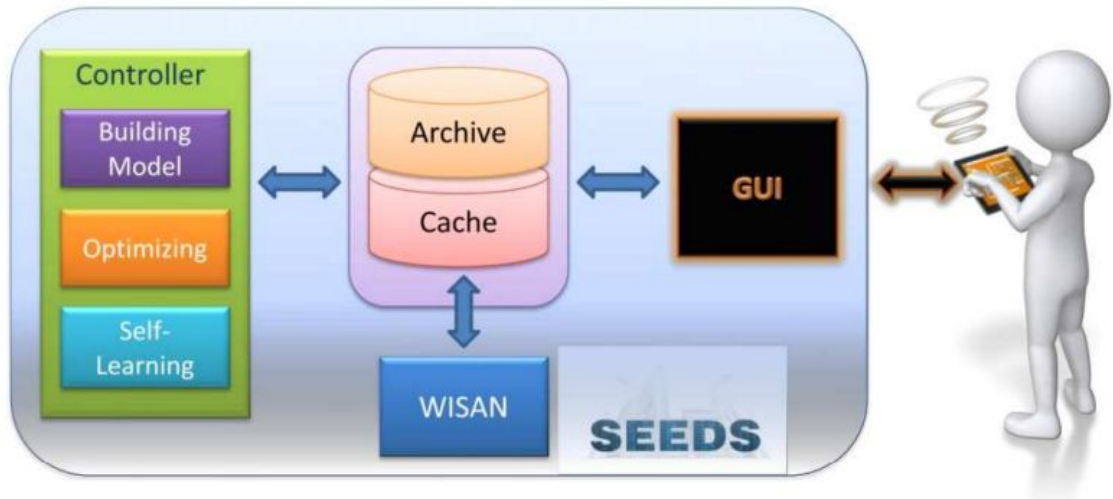 Controller
Building
Model
Optimizing
Self-
Learning
Archive
Cache
GUI
WISAN
SEEDS